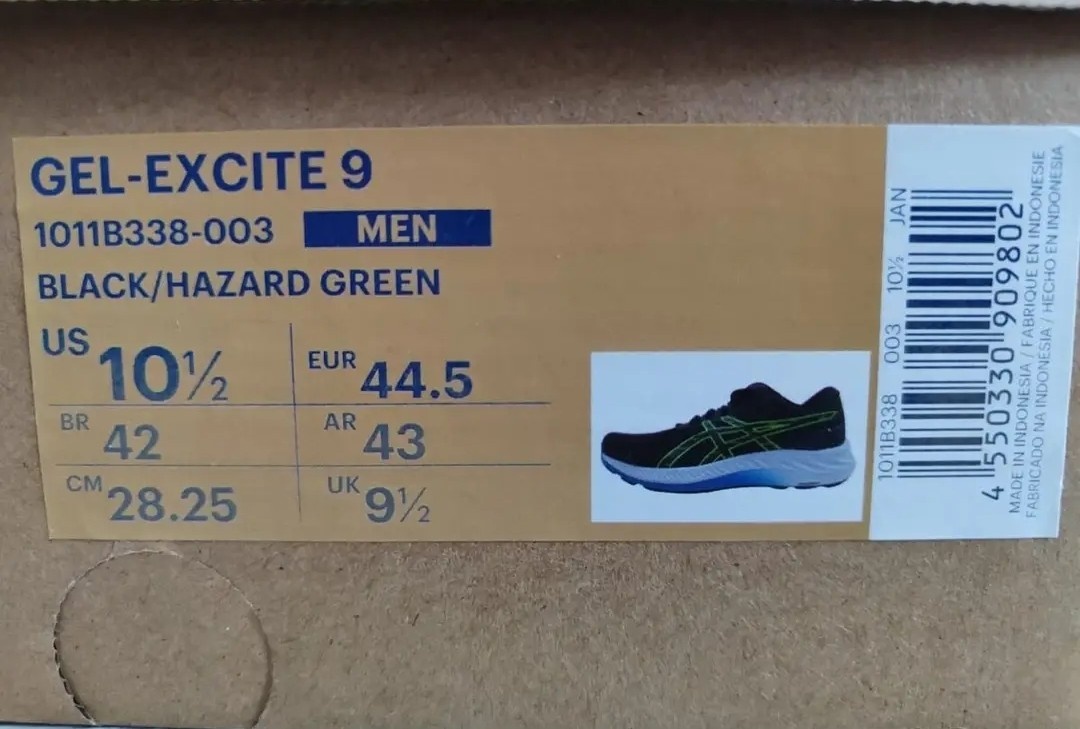 GEL-EXCITE 9
1011B338-003 MEN
BLACK/HAZARD GREEN
US 10½ EUR 44.5
BR 42 AR 43
CM 28.25 UK 9½
1011B338 003 10½ JAN
4 550330 909802
MADE IN INDONESIA / FABRIQUE EN INDONESIE
FABRICADO NA INDONESIA / HECHO EN INDONESIA